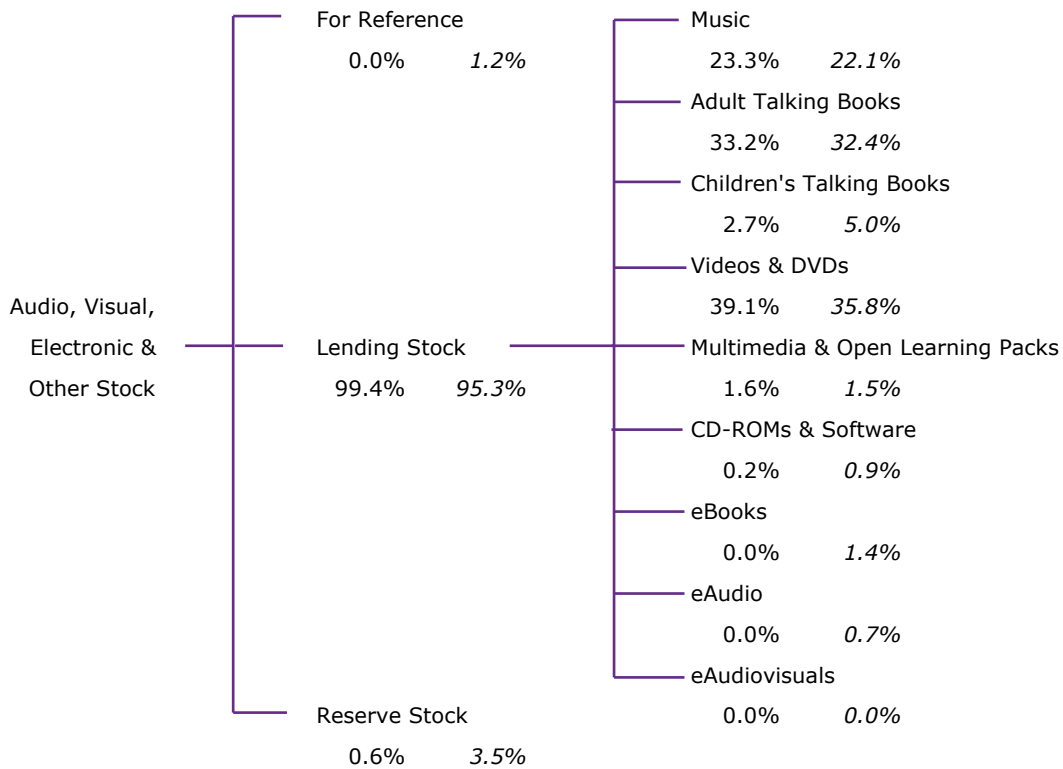 Audio, Visual,
Electronic &
Other Stock
For Reference
0.0% 1.2%
Lending Stock
99.4% 95.3%
Reserve Stock
0.6% 3.5%
Music
23.3% 22.1%
Adult Talking Books
33.2% 32.4%
Children's Talking Books
2.7% 5.0%
Videos & DVDs
39.1% 35.8%
Multimedia & Open Learning Packs
1.6% 1.5%
CD-ROMs & Software
0.2% 0.9%
eBooks
0.0% 1.4%
eAudio
0.0% 0.7%
eAudiovisuals
0.0% 0.0%